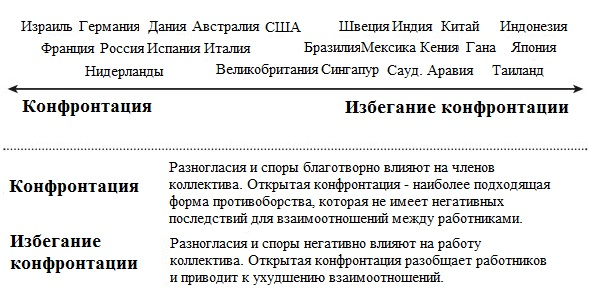 Израиль Германия Дания Австралия США Швеция Индия Китай Индонезия
Франция Россия Испания Италия Бразилия Мексика Кения Гана Япония
Нидерланды Великобритания Сингапур Сауд. Аравия Таиланд
Конфронтация Избегание конфронтации
Разногласия и споры благотворно влияют на членов
Конфронтация коллектива. Открытая конфронтация - наиболее подходящая
форма противоборства, которая не имеет негативных
последствий для взаимоотношений между работниками.
Избегание Разногласия и споры негативно влияют на работу
конфронтации коллектива. Открытая конфронтация разобщает работников
и приводит к ухудшению взаимоотношений.